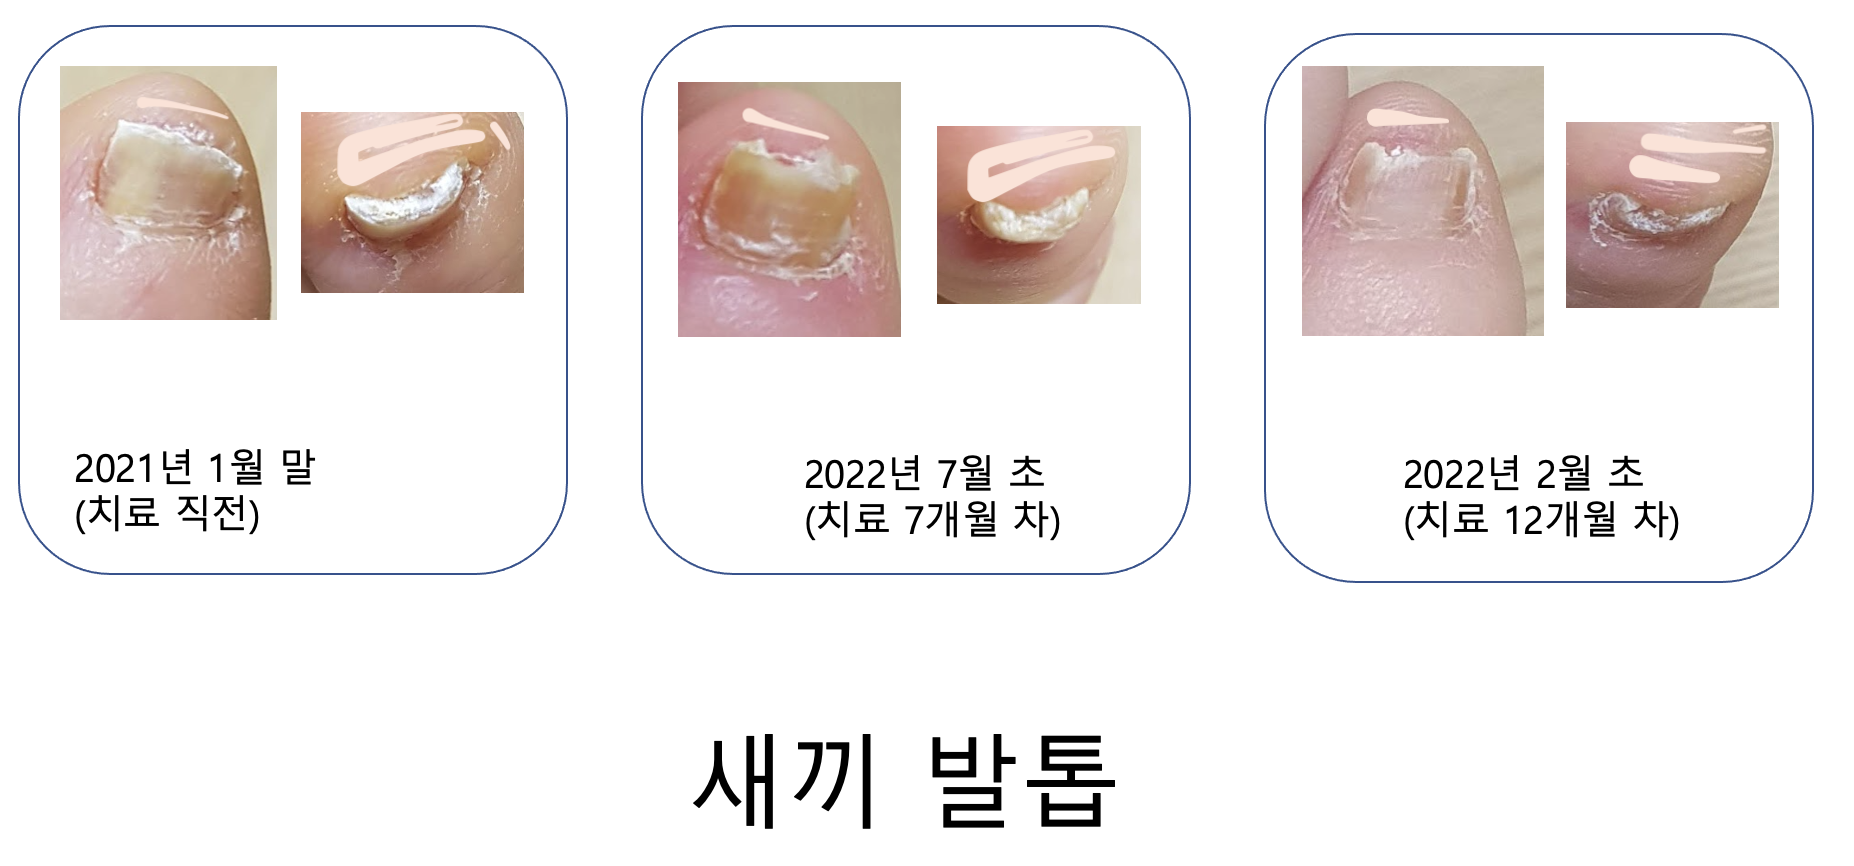 2021년 1월 말
(치료 직전)
2022년 7월 초
(치료 7개월 차)
2022년 2월 초
(치료 12개월 차)
새끼 발톱